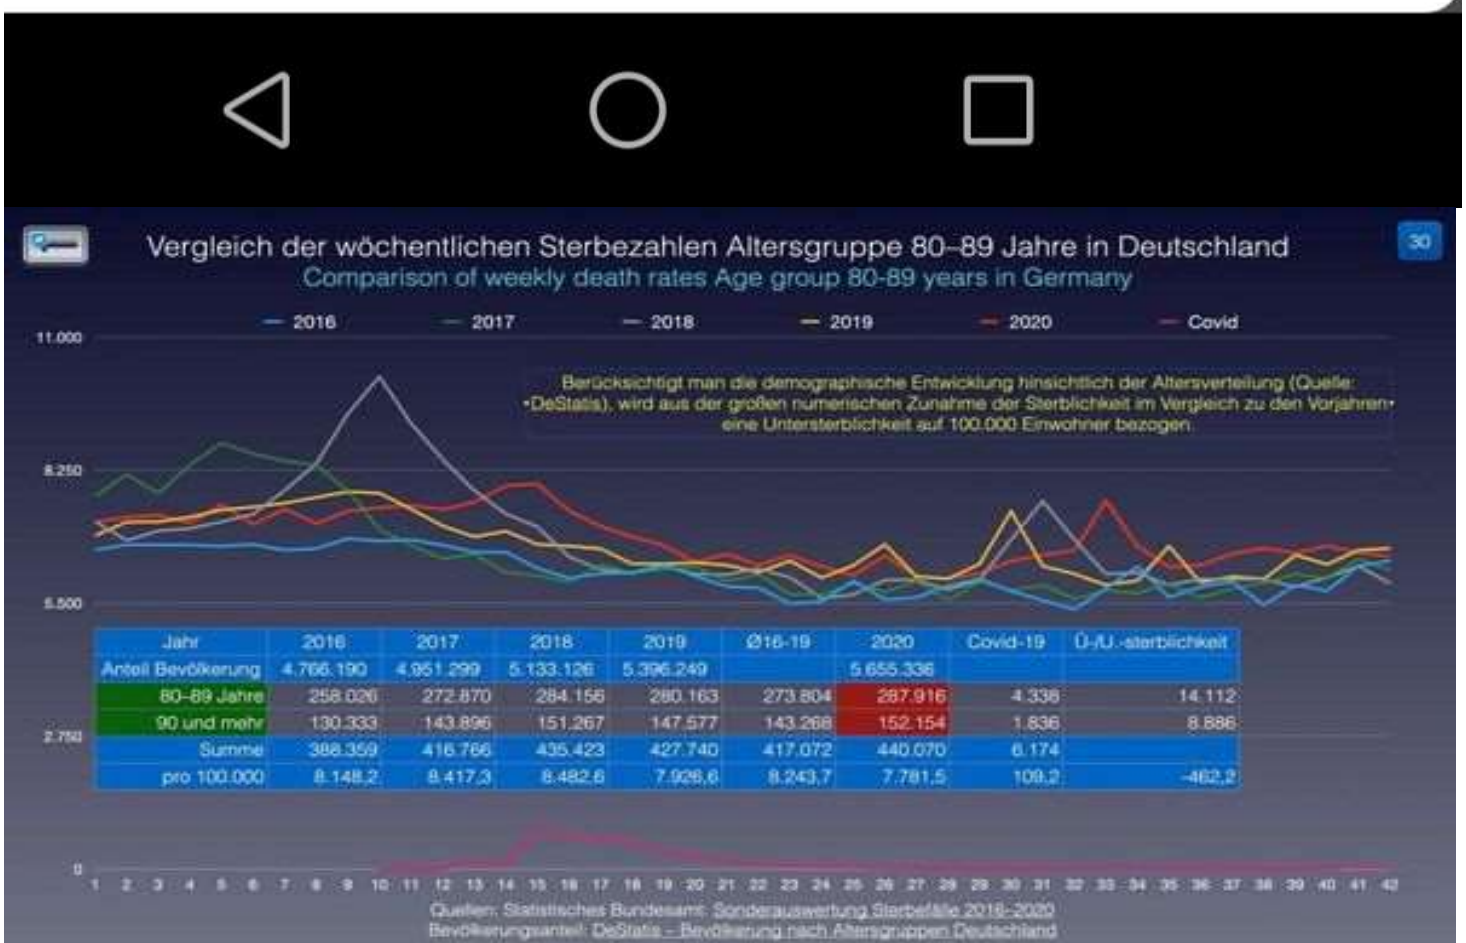 Vergleich der wöchentlichen Sterbezahlen Altersgruppe 80–89 Jahre in Deutschland
30
Comparison of weekly death rates Age group 80-89 years in Germany
2016 2017 2018 2019 2020 Covid
11.000
Berücksichtigt man die demographische Entwicklung hinsichtlich der Altersverteilung (Quelle:
•DeStatis), wird aus der großen numerischen Zunahme der Sterblichkeit im Vergleich zu den Vorjahren•
eine Untersterblichkeit auf 100.000 Einwohner bezogen.
8.250
5.500
Jahr 2016 2017 2018 2019 Ø16-19 2020 Covid-19 Ü-/U.-sterblichkeit
Anteil Bevölkerung 4.766.190 4.951.299 5.133.126 5.396.249 5.655.336
80–89 Jahre 258.026 272.870 284.156 280.163 273.804 287.916 4.338 14.112
90 und mehr 130.333 143.896 151.267 147.577 143.268 152.154 1.836 8.886
2.750
Summe 388.359 416.766 435.423 427.740 417.072 440.070 6.174
pro 100.000 8.148,2 8.417,3 8.482,6 7.926,6 8.243,7 7.781,5 109,2 -462,2
0
1 2 3 4 5 6 7 8 9 10 11 12 13 14 15 16 17 18 19 20 21 22 23 24 25 26 27 28 29 30 31 32 33 34 35 36 37 38 39 40 41 42
Quellen: Statistisches Bundesamt: Sonderauswertung Sterbefälle 2016–2020
Bevölkerungsanteil: DeStatis – Bevölkerung nach Altersgruppen Deutschland